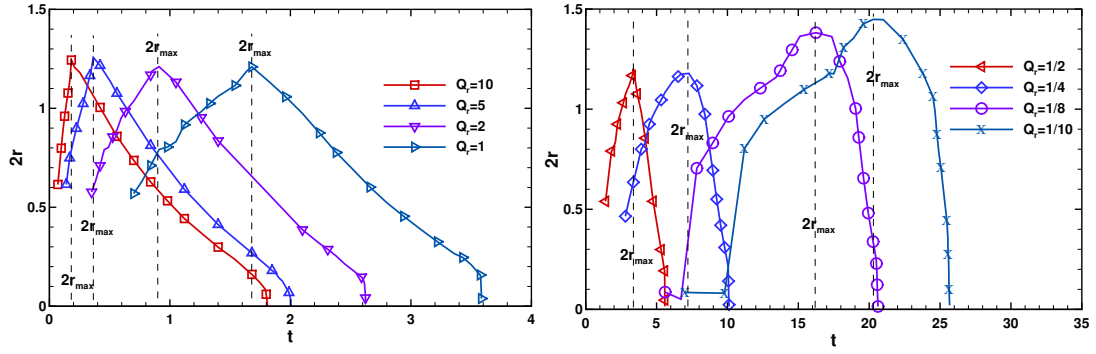 1.5
1
0.5
0
2r
0
1
2
3
4
t
2r_max
2r_max
2r_max
2r_max
Q_r=10
Q_r=5
Q_r=2
Q_r=1
1.5
1
0.5
0
2r
0
5
10
15
20
25
30
35
t
2r_max
2r_max
2r_max
2r_max
Q_r=1/2
Q_r=1/4
Q_r=1/8
Q_r=1/10